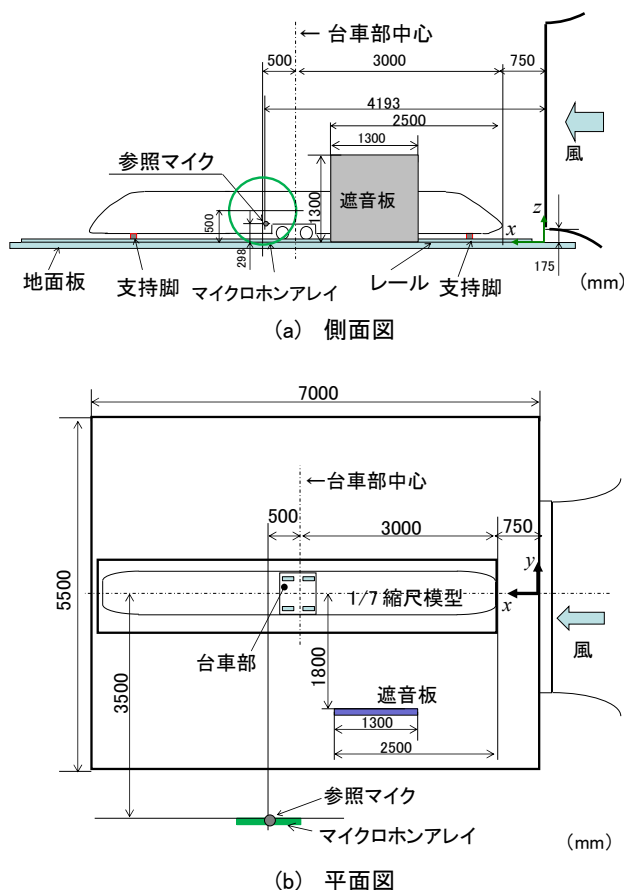 ← 台車部中心
500
3000
750
4193
2500
1300
参照マイク
風
遮音板
1300
500
298
z
x
175
地面板
支持脚
マイクロホンアレイ
レール
支持脚
(mm)
(a) 側面図
7000
←台車部中心
500
3000
750
y
5500
1/7 縮尺模型
x
台車部
風
3500
1800
遮音板
1300
2500
参照マイク
マイクロホンアレイ
(mm)
(b) 平面図